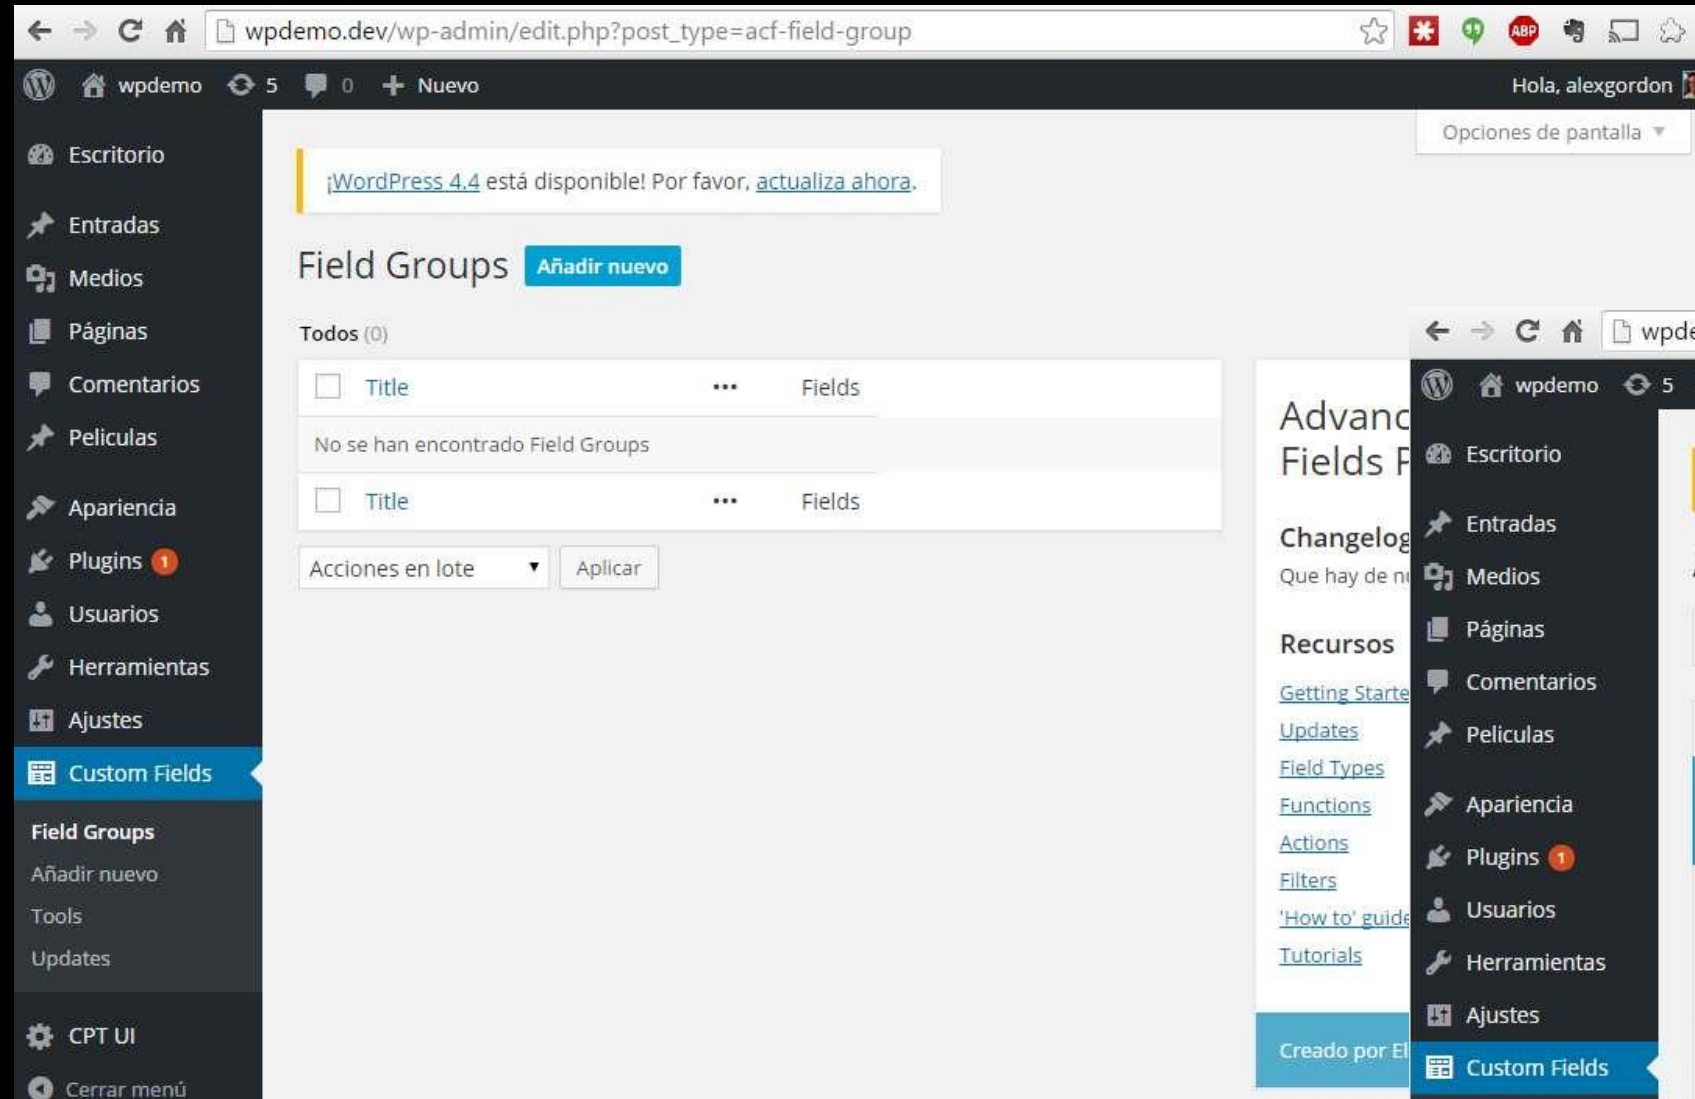 wpdemo.dev/wp-admin/edit.php?post_type=acf-field-group
ABP
wpdemo 5 0 + Nuevo
Hola, alexgordon
Opciones de pantalla
Escritorio
Entradas
Medios
Páginas
Comentarios
Peliculas
Apariencia
Plugins 1
Usuarios
Herramientas
Ajustes
Custom Fields
Field Groups
Añadir nuevo
Tools
Updates
CPT UI
Cerrar menú
¡WordPress 4.4 está disponible! Por favor, actualiza ahora.
Field Groups Añadir nuevo
Todos (0)
Title ••• Fields
No se han encontrado Field Groups
Title ••• Fields
Acciones en lote Aplicar
Advanc
Fields P
Changelog
Que hay de n
Recursos
Getting Starte
Updates
Field Types
Functions
Actions
Filters
'How to' guide
Tutorials
Creado por El
wpde
wpdemo 5
Escritorio
Entradas
Medios
Páginas
Comentarios
Peliculas
Apariencia
Plugins 1
Usuarios
Herramientas
Ajustes
Custom Fields